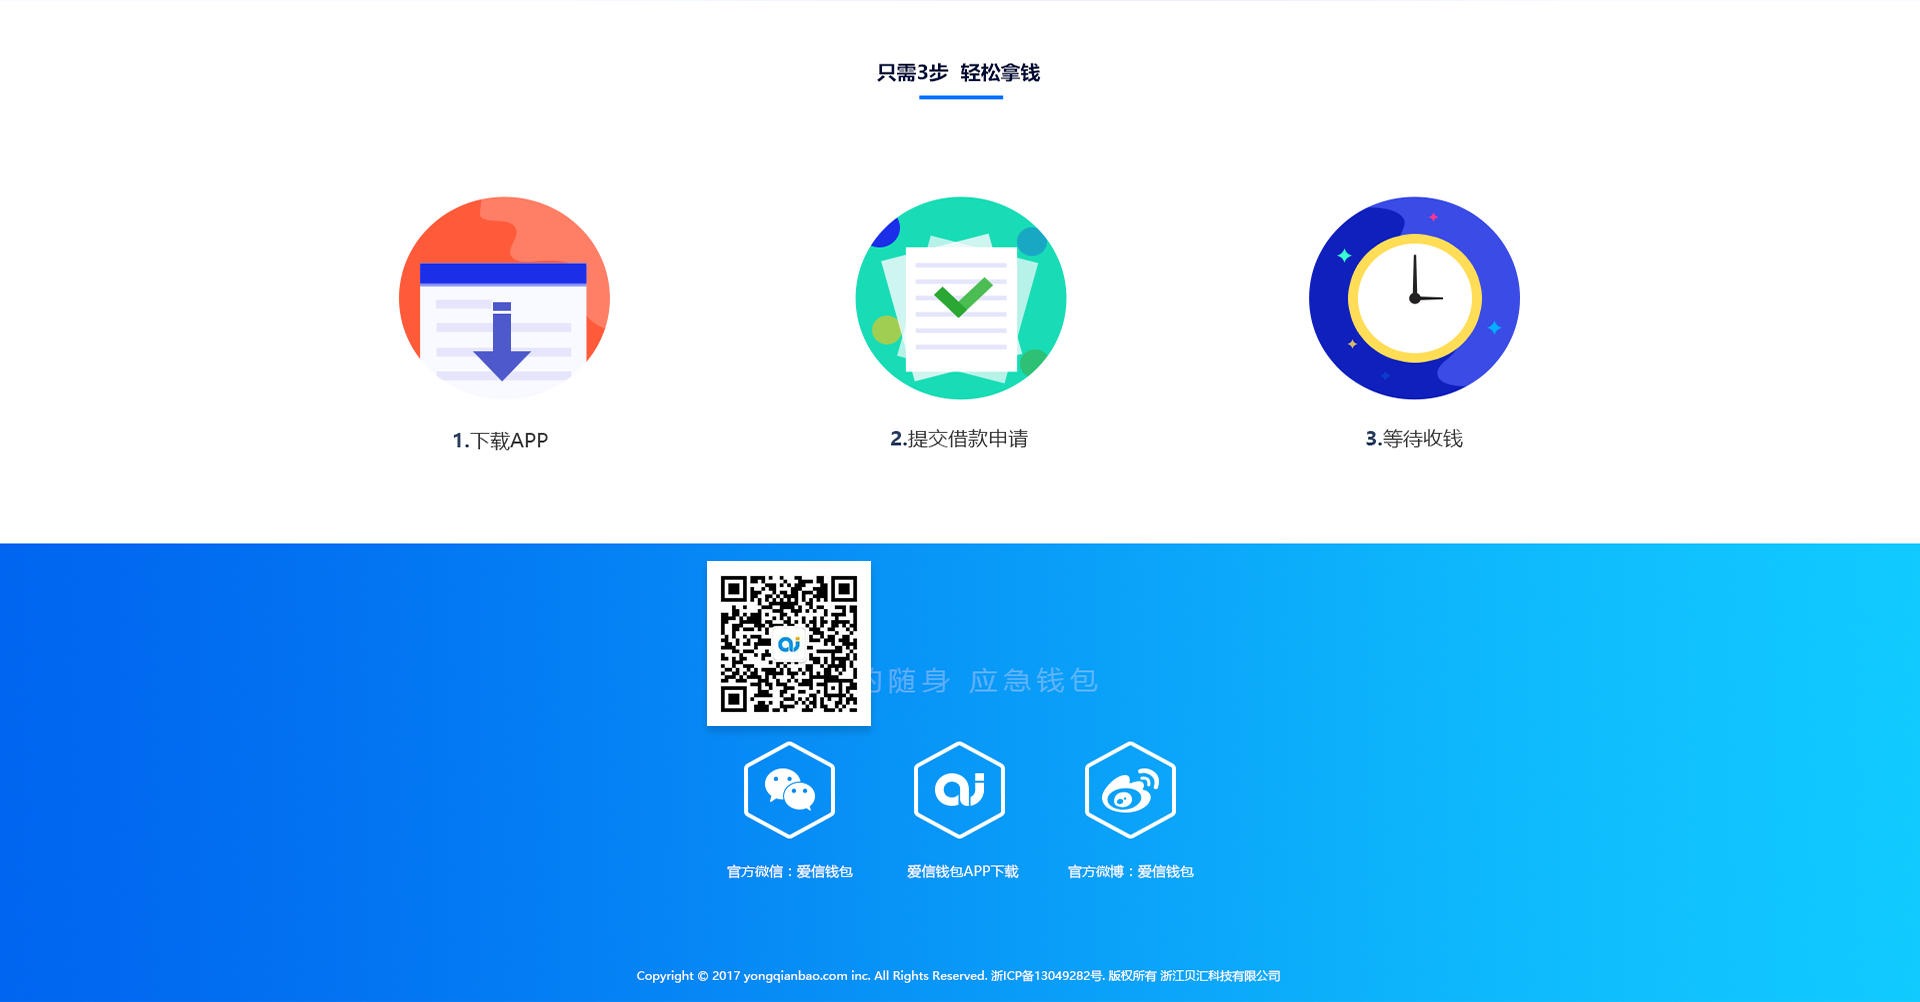 只需3步 轻松拿钱
1.下载APP
2.提交借款申请
3.等待收钱
随身 应急钱包
官方微信：爱信钱包
爱信钱包APP下载
官方微博：爱信钱包
Copyright © 2017 yongqianbao.com inc. All Rights Reserved. 浙ICP备13049282号. 版权所有 浙江贝汇科技有限公司